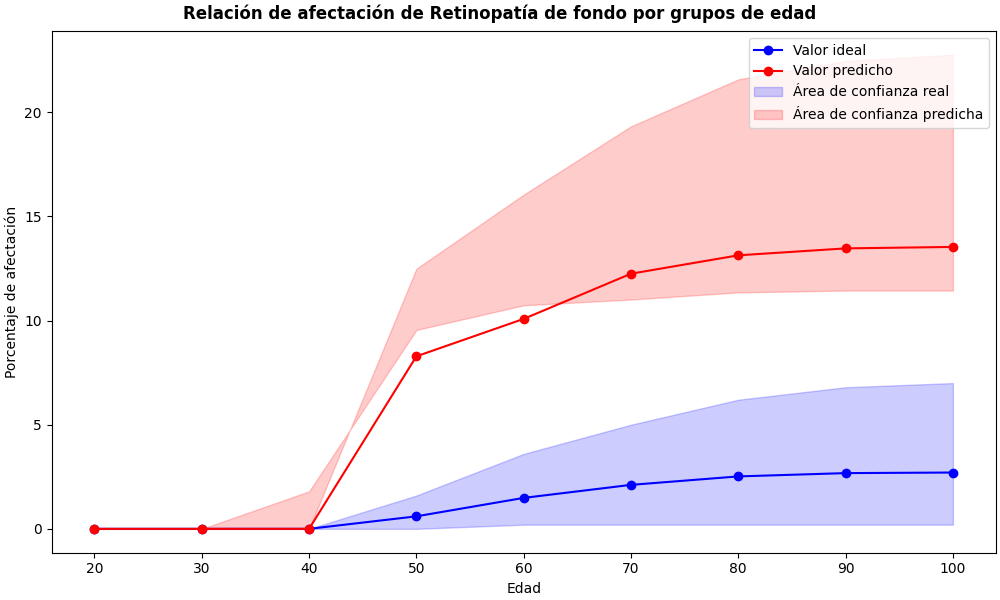 Relación de afectación de Retinopatía de fondo por grupos de edad
Valor ideal
Valor predicho
Área de confianza real
Área de confianza predicha
Porcentaje de afectación
20
15
10
5
0
20 30 40 50 60 70 80 90 100
Edad